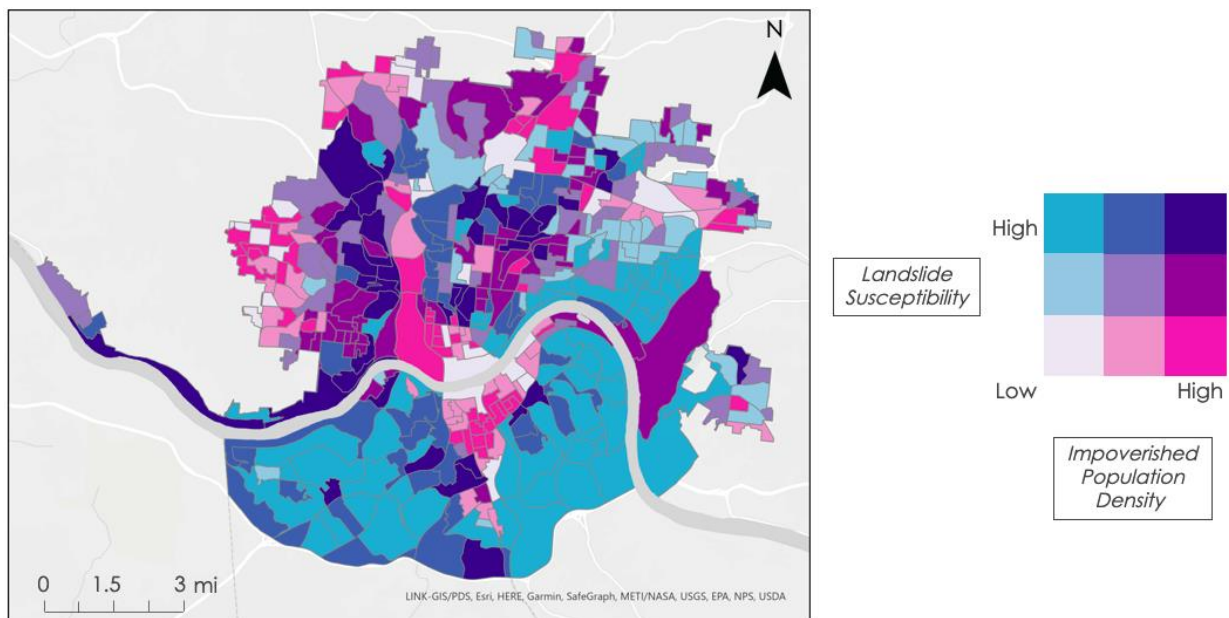 N
0 1.5 3 mi
LINK-GIS/PDS, Esri, HERE, Garmin, SafeGraph, METI/NASA, USGS, EPA, NPS, USDA
High
Landslide
Susceptibility
Low
High
Impoverished
Population
Density